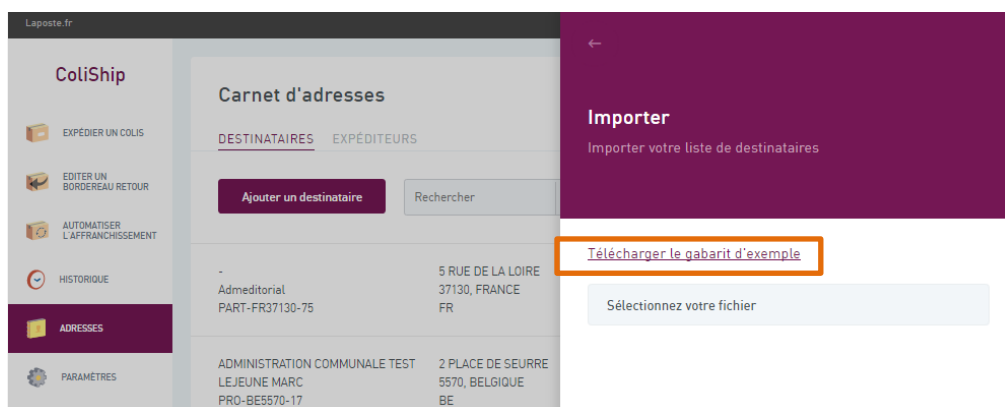 Laposte.fr
ColiShip
EXPÉDIER UN COLIS
EDITER UN
BORDEREAU RETOUR
AUTOMATISER
L'AFFRANCHISSEMENT
HISTORIQUE
ADRESSES
PARAMÈTRES
Carnet d'adresses
DESTINATAIRES EXPÉDITEURS
Ajouter un destinataire Rechercher
- 5 RUE DE LA LOIRE
Admeditorial 37130, FRANCE
PART-FR37130-75 FR
ADMINISTRATION COMMUNALE TEST 2 PLACE DE SEURRE
LEJEUNE MARC 5570, BELGIQUE
PRO-BE5570-17 BE
←
Importer
Importer votre liste de destinataires
Télécharger le gabarit d'exemple
Sélectionnez votre fichier